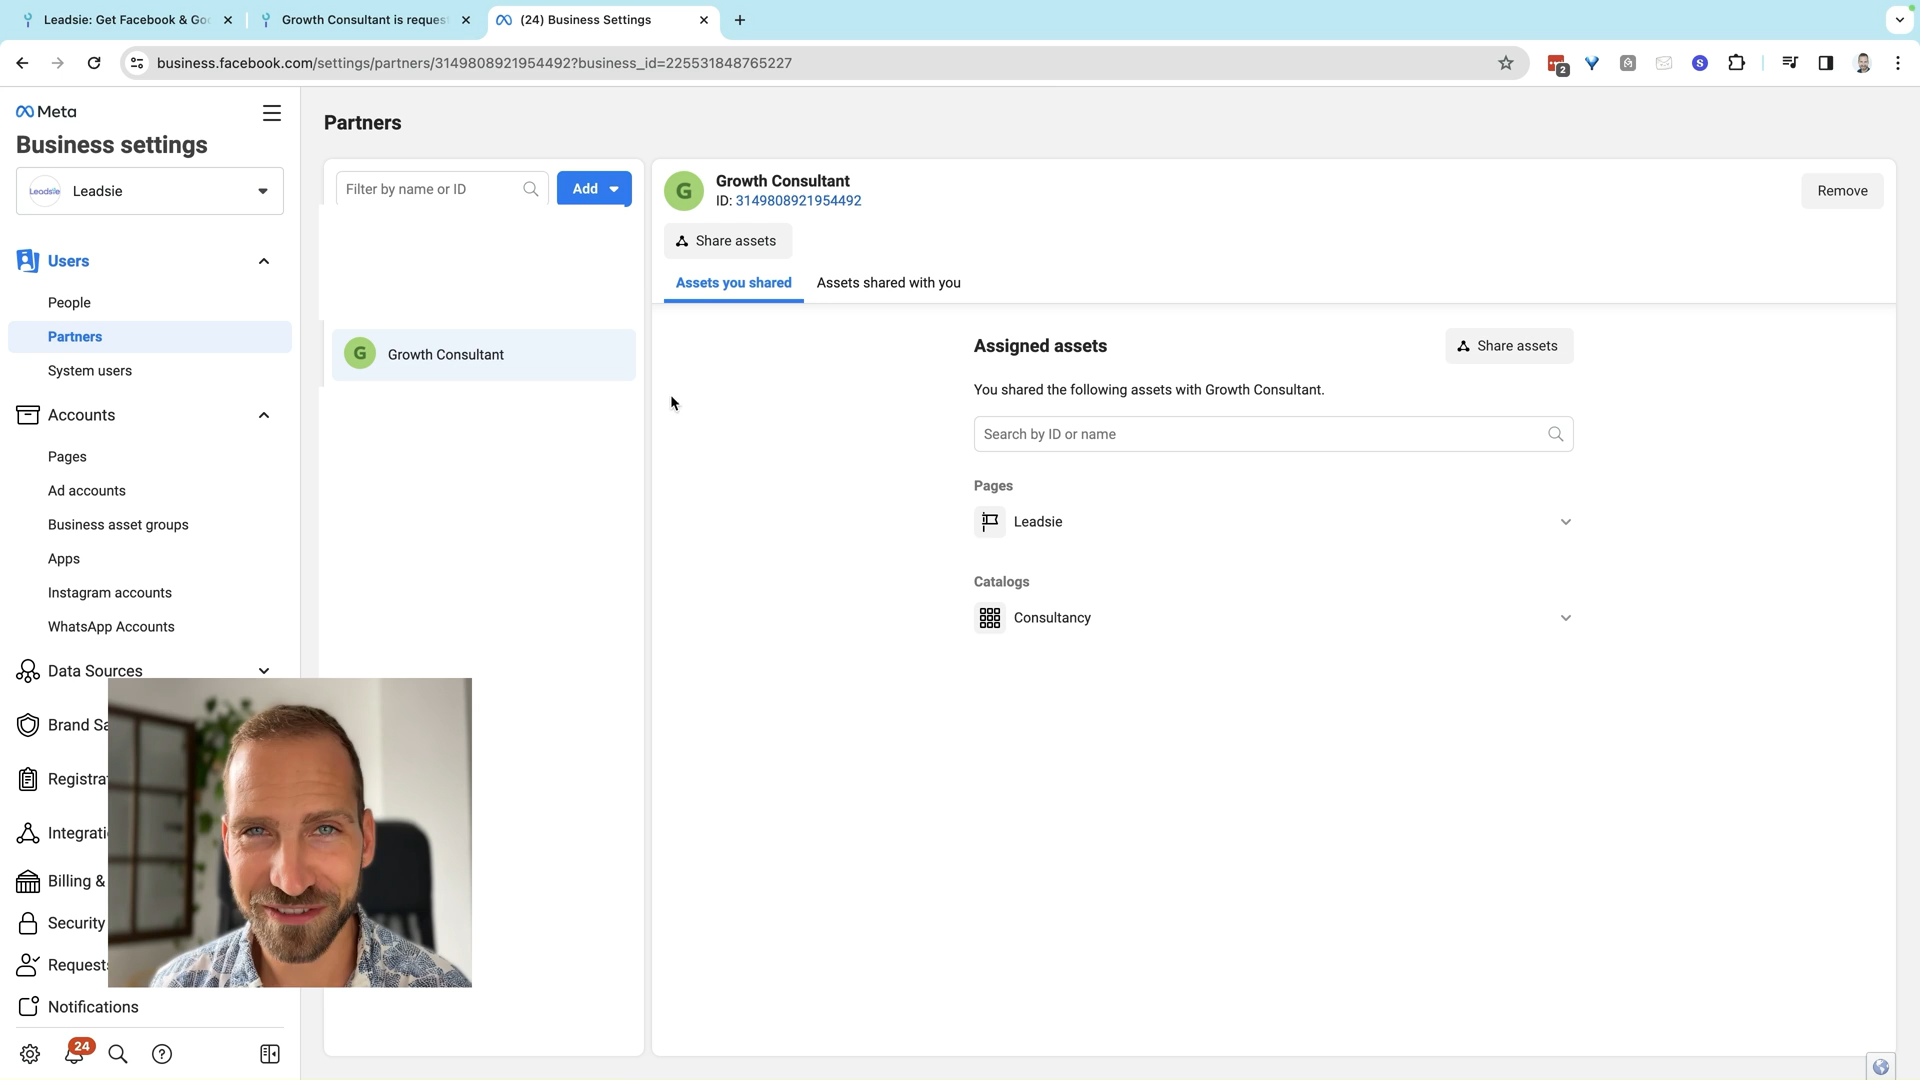 Leadsie: Get Facebook & Go
Growth Consultant is reques
(24) Business Settings
business.facebook.com/settings/partners/3149808921954492?business_id=225531848765227
2
S
Meta
Business settings
Leadsie
Leadsie
Users
People
Partners
System users
Accounts
Pages
Ad accounts
Business asset groups
Apps
Instagram accounts
WhatsApp Accounts
Data Sources
Brand Sa
Registra
Integrati
Billing &
Security
Requests
Notifications
24
Partners
Filter by name or ID
Add
G
Growth Consultant
G
Growth Consultant
ID: 3149808921954492
Remove
Share assets
Assets you shared
Assets shared with you
Assigned assets
Share assets
You shared the following assets with Growth Consultant.
Search by ID or name
Pages
Leadsie
Catalogs
Consultancy